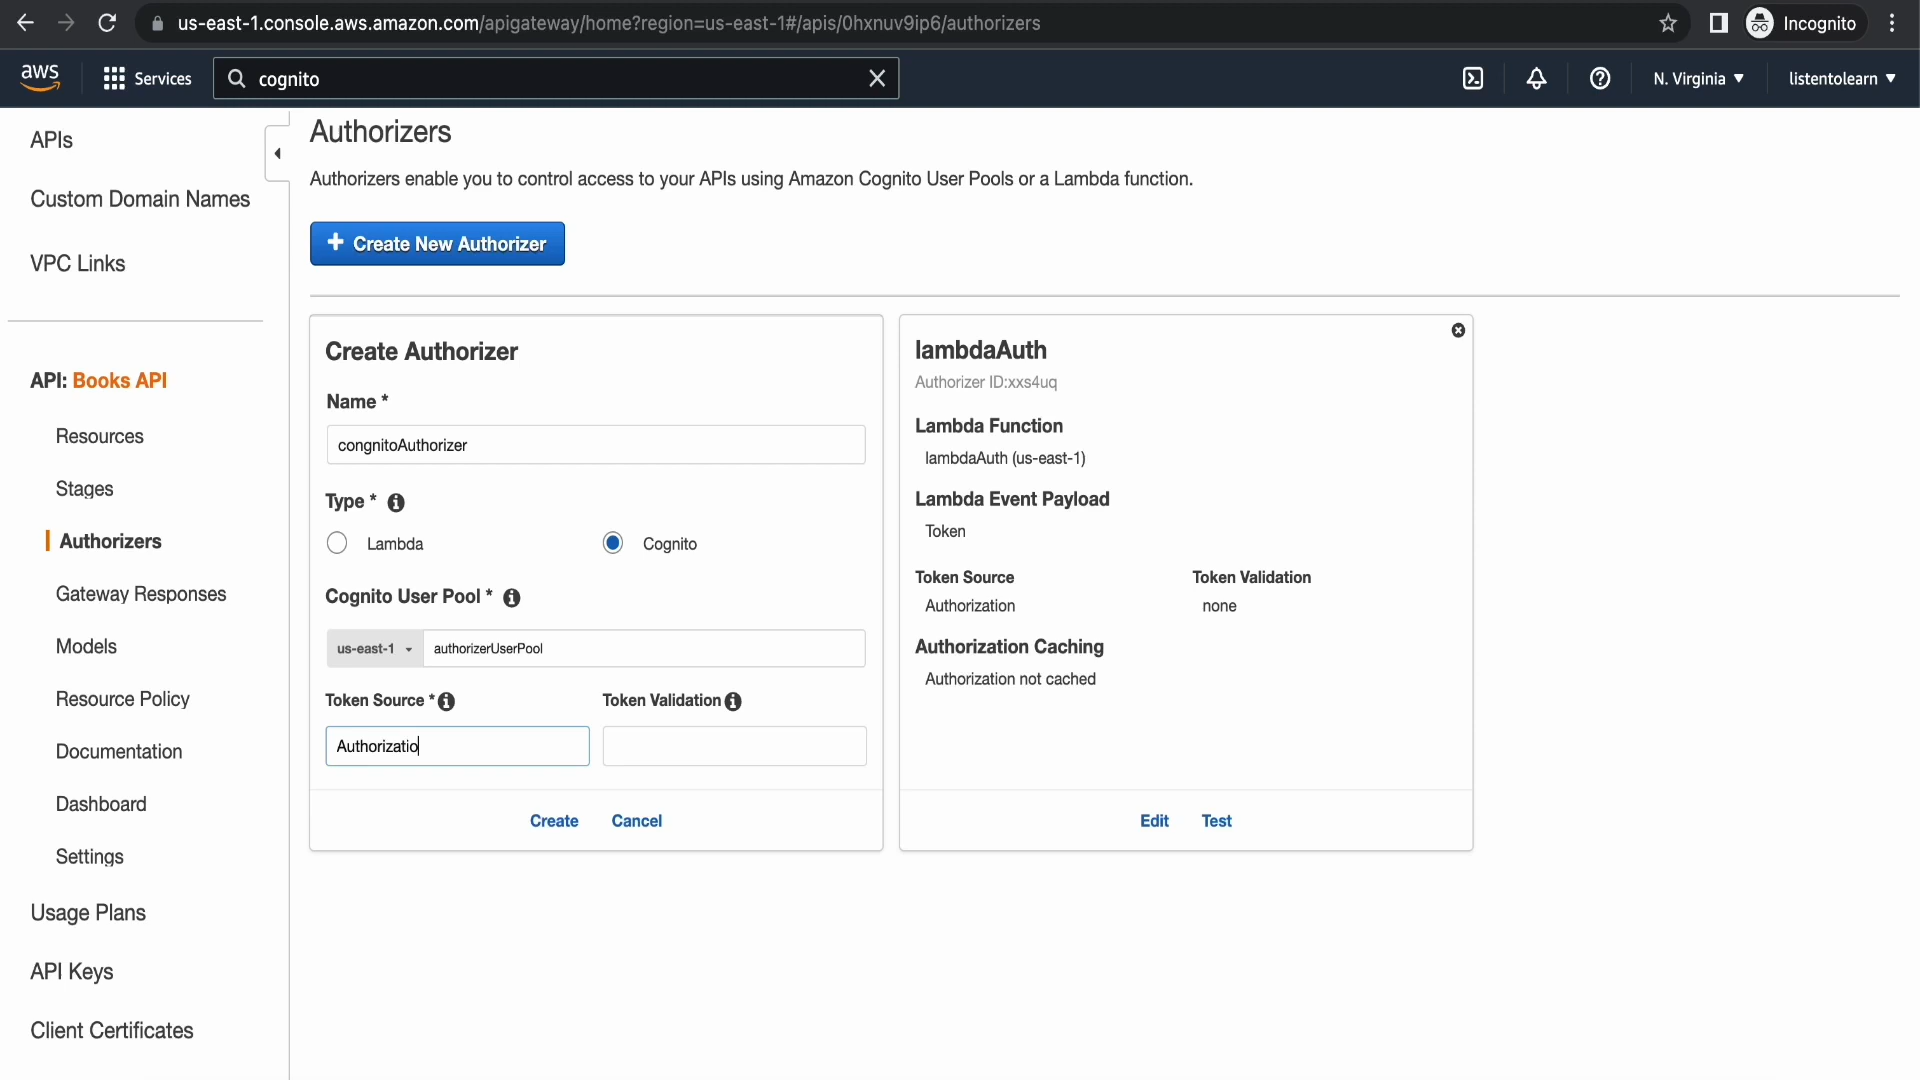 us-east-1.console.aws.amazon.com/apigateway/home?region=us-east-1#/apis/0hxnuv9ip6/authorizers
Incognito
aws
Services
cognito
N. Virginia
listentolearn
APIs
Custom Domain Names
VPC Links
API: Books API
Resources
Stages
Authorizers
Gateway Responses
Models
Resource Policy
Documentation
Dashboard
Settings
Usage Plans
API Keys
Client Certificates
Authorizers
Authorizers enable you to control access to your APIs using Amazon Cognito User Pools or a Lambda function.
+ Create New Authorizer
Create Authorizer
Name *
congnitoAuthorizer
Type *
Lambda
Cognito
Cognito User Pool *
us-east-1
authorizerUserPool
Token Source *
Token Validation
Authorizatio
Create
Cancel
lambdaAuth
Authorizer ID:xxs4uq
Lambda Function
lambdaAuth (us-east-1)
Lambda Event Payload
Token
Token Source
Token Validation
Authorization
none
Authorization Caching
Authorization not cached
Edit
Test